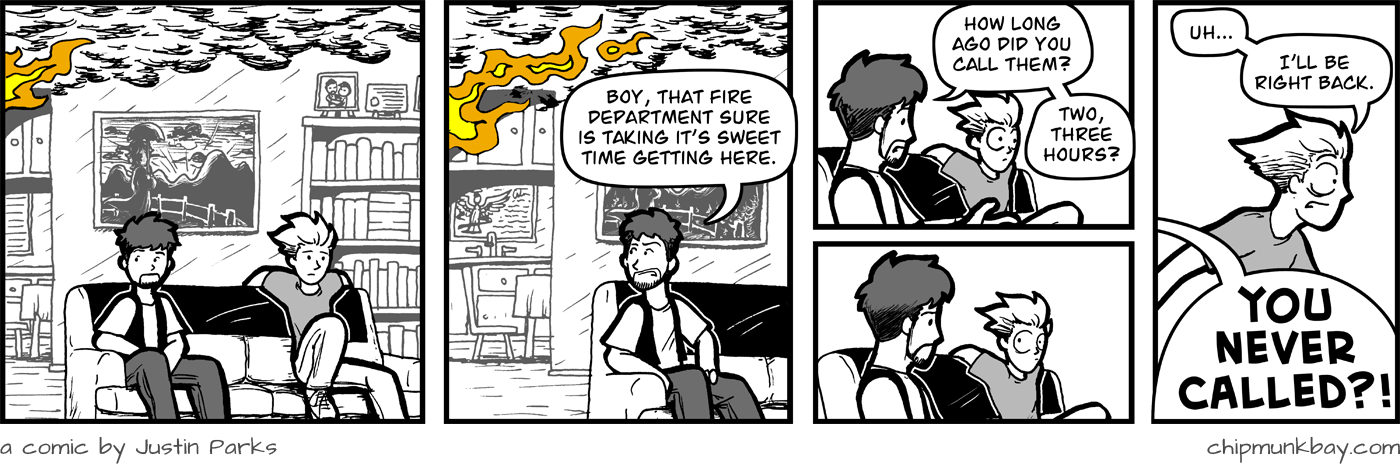 BOY, THAT FIRE
DEPARTMENT SURE
IS TAKING IT'S SWEET
TIME GETTING HERE.
HOW LONG
AGO DID YOU
CALL THEM?
TWO,
THREE
HOURS?
UH...
I'LL BE
RIGHT BACK.
YOU
NEVER
CALLED?!
a comic by Justin Parks
chipmunkbay.com